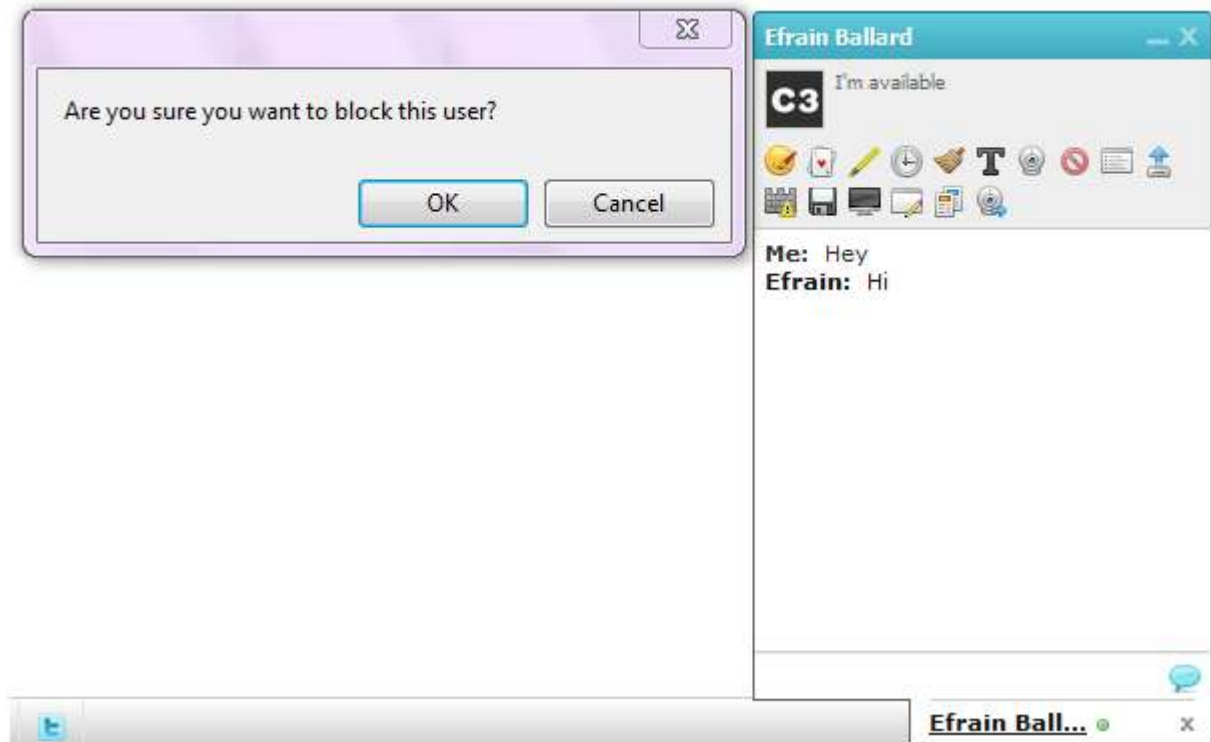 Are you sure you want to block this user?
OK
Cancel
Efrain Ballard
C3
I'm available
Me: Hey
Efrain: Hi
Efrain Ball...